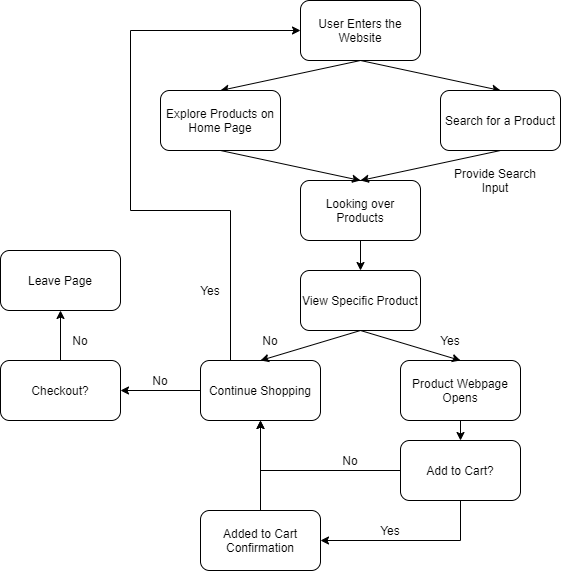 User Enters the
Website
Explore Products on
Home Page
Search for a Product
Provide Search
Input
Looking over
Products
Leave Page
Yes
View Specific Product
No
No
Yes
Checkout?
No
Continue Shopping
Product Webpage
Opens
No
Add to Cart?
Yes
Added to Cart
Confirmation